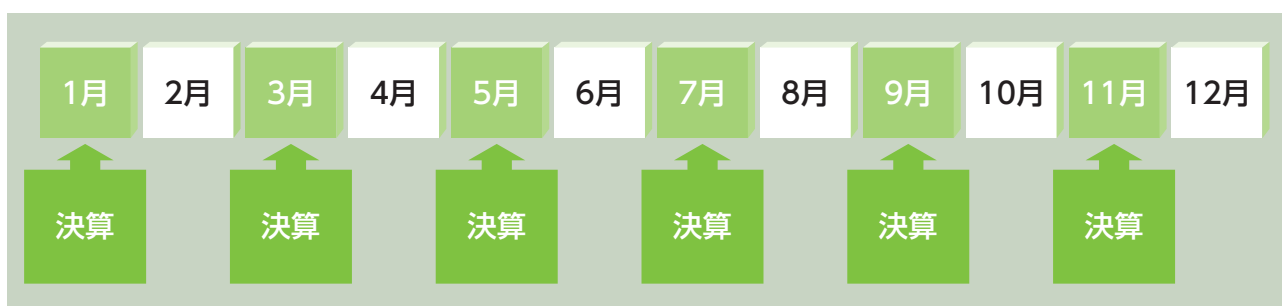 1月 2月 3月 4月 5月 6月 7月 8月 9月 10月 11月 12月
決算 決算 決算 決算 決算 決算